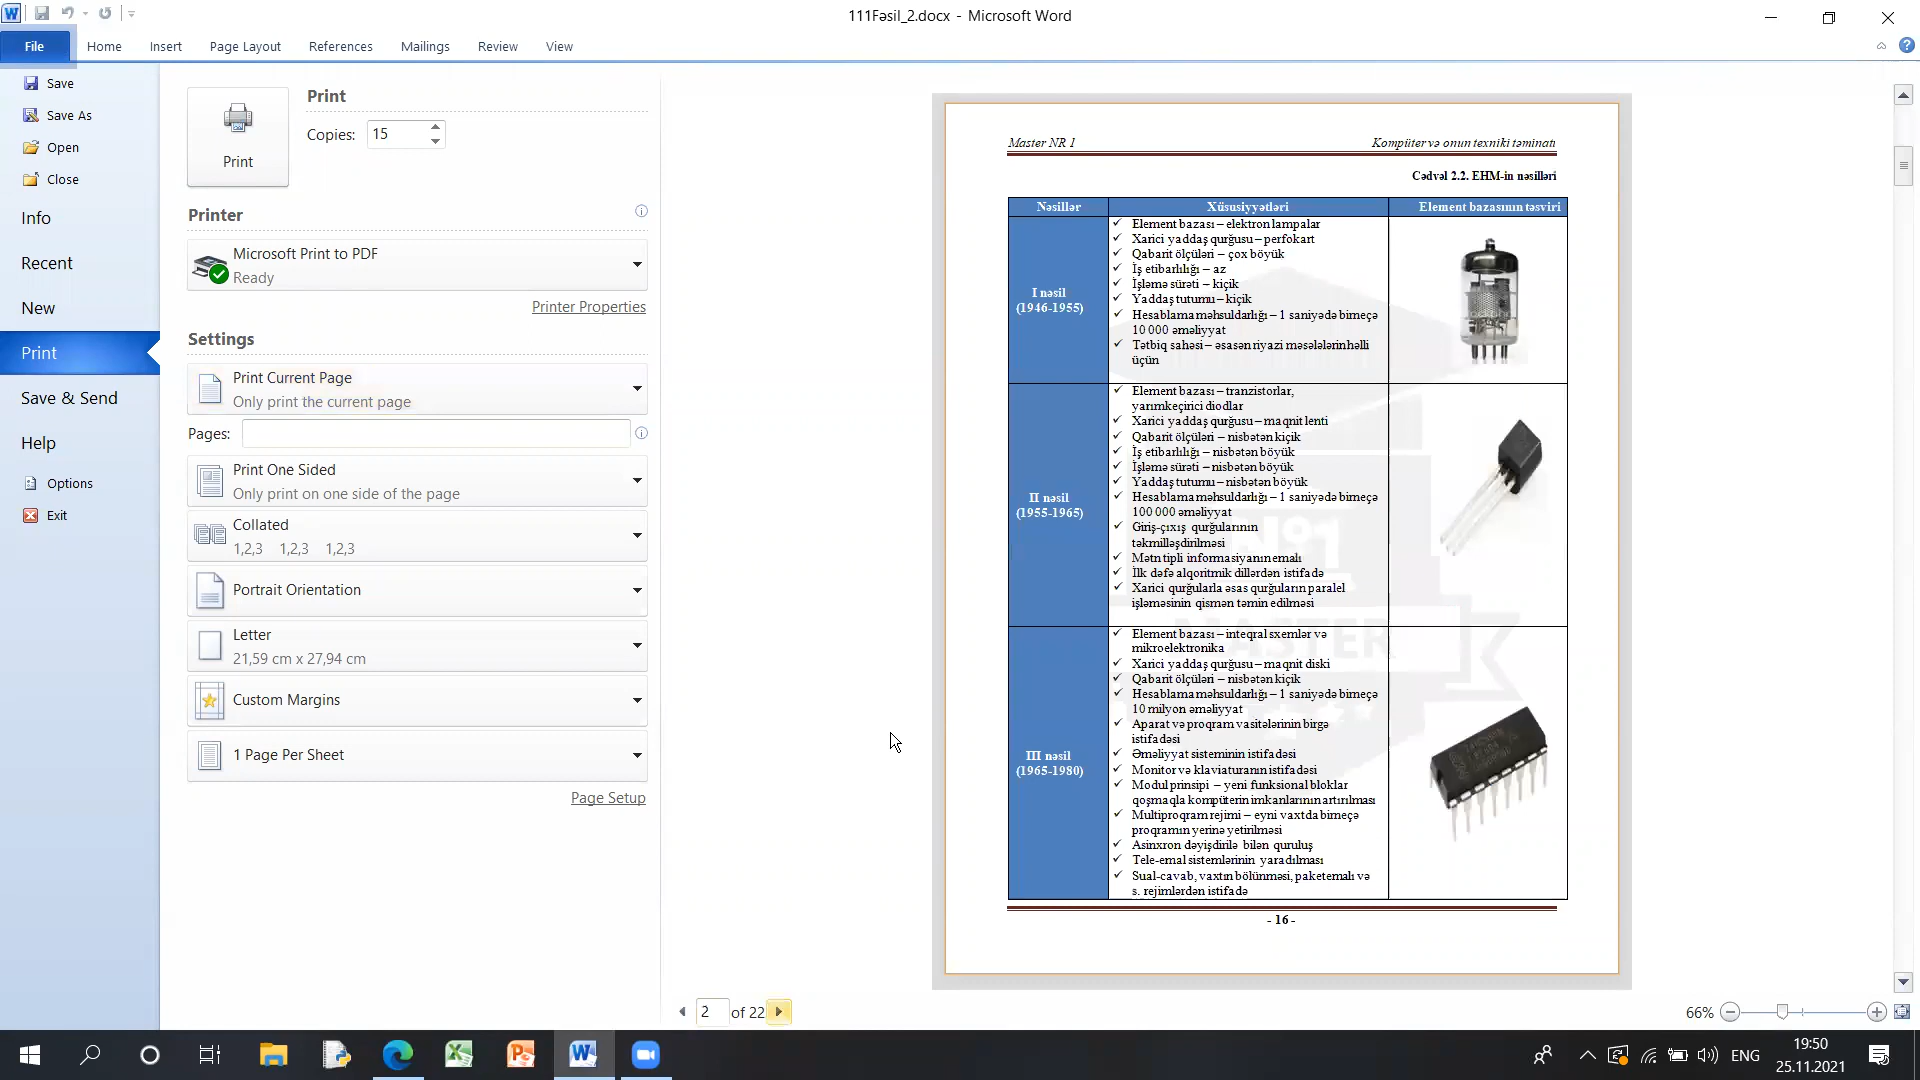 111Fəsil_2.docx - Microsoft Word
File Home Insert Page Layout References Mailings Review View
Save
Save As
Open
Close
Info
Recent
New
Print
Save & Send
Help
Options
Exit
Print
Print
Copies: 15
Printer
Microsoft Print to PDF
Ready
Printer Properties
Settings
Print Current Page
Only print the current page
Pages:
Print One Sided
Only print on one side of the page
Collated
1,2,3 1,2,3 1,2,3
Portrait Orientation
Letter
21,59 cm x 27,94 cm
Custom Margins
1 Page Per Sheet
Page Setup
Master NR 1 Kompüter və onun texniki təminatı
Cədvəl 2.2. EHM-in nəsilləri
Nəsillər Xüsusiyyətləri Element bazasının təsviri
I nəsil
(1946-1955)
✓ Element bazası – elektron lampalar
✓ Xarici yaddaş qurğusu – perfokart
✓ Qabarit ölçüləri – çox böyük
✓ İş etibarlılığı – az
✓ İşləmə sürəti – kiçik
✓ Yaddaş tutumu – kiçik
✓ Hesablama məhsuldarlığı – 1 saniyədə birneçə
10 000 əməliyyat
✓ Tətbiq sahəsi – əsasən riyazi məsələlərin həlli
üçün
II nəsil
(1955-1965)
✓ Element bazası – tranzistorlar,
yarımkeçirici diodlar
✓ Xarici yaddaş qurğusu – maqnit lenti
✓ Qabarit ölçüləri – nisbətən kiçik
✓ İş etibarlılığı – nisbətən böyük
✓ İşləmə sürəti – nisbətən böyük
✓ Yaddaş tutumu – nisbətən böyük
✓ Hesablama məhsuldarlığı – 1 saniyədə birneçə
100 000 əməliyyat
✓ Giriş-çıxış qurğularının
təkmilləşdirilməsi
✓ Mətn tipli informasiyanın emalı
✓ İlk dəfə alqoritmik dillərdən istifadə
✓ Xarici qurğularla əsas qurğuların paralel
işləməsinin qismən təmin edilməsi
III nəsil
(1965-1980)
✓ Element bazası – inteqral sxemlər və
mikroelektronika
✓ Xarici yaddaş qurğusu – maqnit diski
✓ Qabarit ölçüləri – nisbətən kiçik
✓ Hesablama məhsuldarlığı – 1 saniyədə birneçə
10 milyon əməliyyat
✓ Aparat və proqram vasitələrinin birgə
istifadəsi
✓ Əməliyyat sisteminin istifadəsi
✓ Monitor və klaviaturanın istifadəsi
✓ Modul prinsipi – yeni funksional bloklar
qoşmaqla kompüterin imkanlarının artırılması
✓ Multiproqram rejimi – eyni vaxtda birneçə
proqramın yerinə yetirilməsi
✓ Asinxron dəyişdirilə bilən quruluş
✓ Tele-emal sistemlərinin yaradılması
✓ Sual-cavab, vaxtın bölünməsi, paket emalı və
s. rejimlərdən istifadə
№1
MASTER
- 16 -
2 of 22
66%
ENG
19:50
25.11.2021